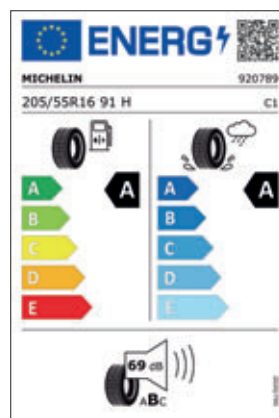 ENERG
MICHELIN 920789
205/55R16 91 H C1
A A A A
B B
C C
D D
E E
69 dB
ABC